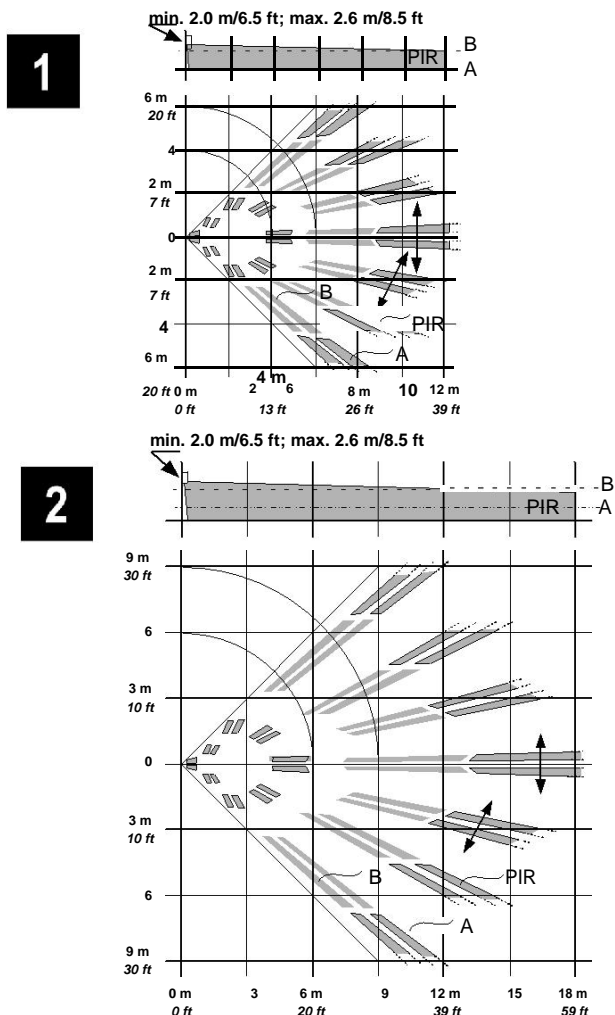 min. 2.0 m/6.5 ft; max. 2.6 m/8.5 ft
1
B
PIR
A
6 m
20 ft
4
2 m
7 ft
0
2 m
7 ft
B
4
PIR
A
6 m
4 m
20 ft 0 m 2 6 8 m 10 12 m
0 ft 13 ft 26 ft 39 ft
min. 2.0 m/6.5 ft; max. 2.6 m/8.5 ft
2
B
PIR
A
9 m
30 ft
6
3 m
10 ft
0
3 m
10 ft
B
PIR
6
A
9 m
30 ft
0 m 3 6 m 9 12 m 15 18 m
0 ft 20 ft 39 ft 59 ft